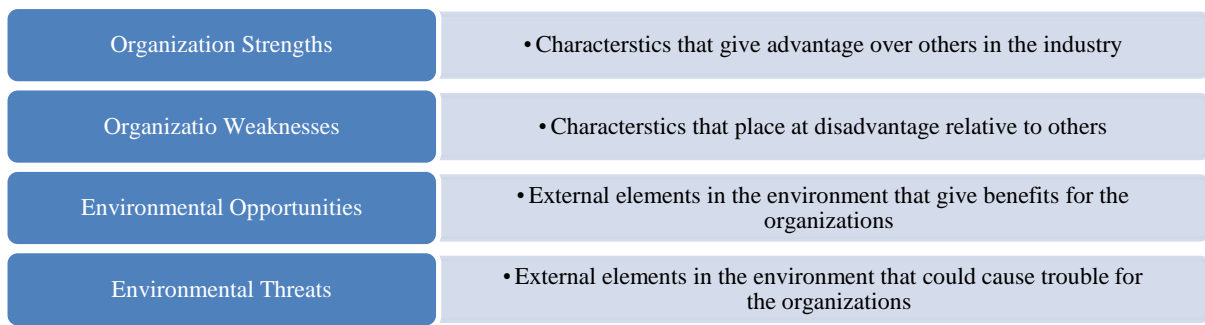 Organization Strengths
• Characterstics that give advantage over others in the industry
Organizatio Weaknesses
• Characterstics that place at disadvantage relative to others
Environmental Opportunities
• External elements in the environment that give benefits for the
organizations
Environmental Threats
• External elements in the environment that could cause trouble for
the organizations